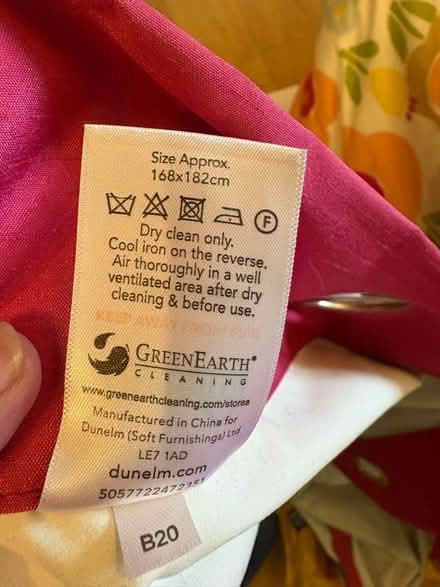 Size Approx.
168x182cm
F
Dry clean only.
Cool iron on the reverse.
Air thoroughly in a well
ventilated area after dry
cleaning & before use.
KEEP AWAY FROM FIRE
GREENEARTH®
CLEANING
www.greenearthcleaning.com/stores
Manufactured in China for
Dunelm (Soft Furnishings) Ltd
LE7 1AD
dunelm.com
B20